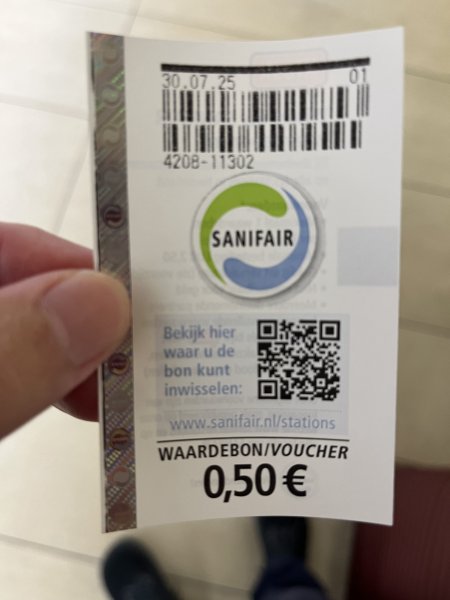 30.07.25 01
4208-11302
SANIFAIR
Bekijk hier
waar u de
bon kunt
inwisselen:
www.sanifair.nl/stations
WAARDEBON/VOUCHER
0,50 €